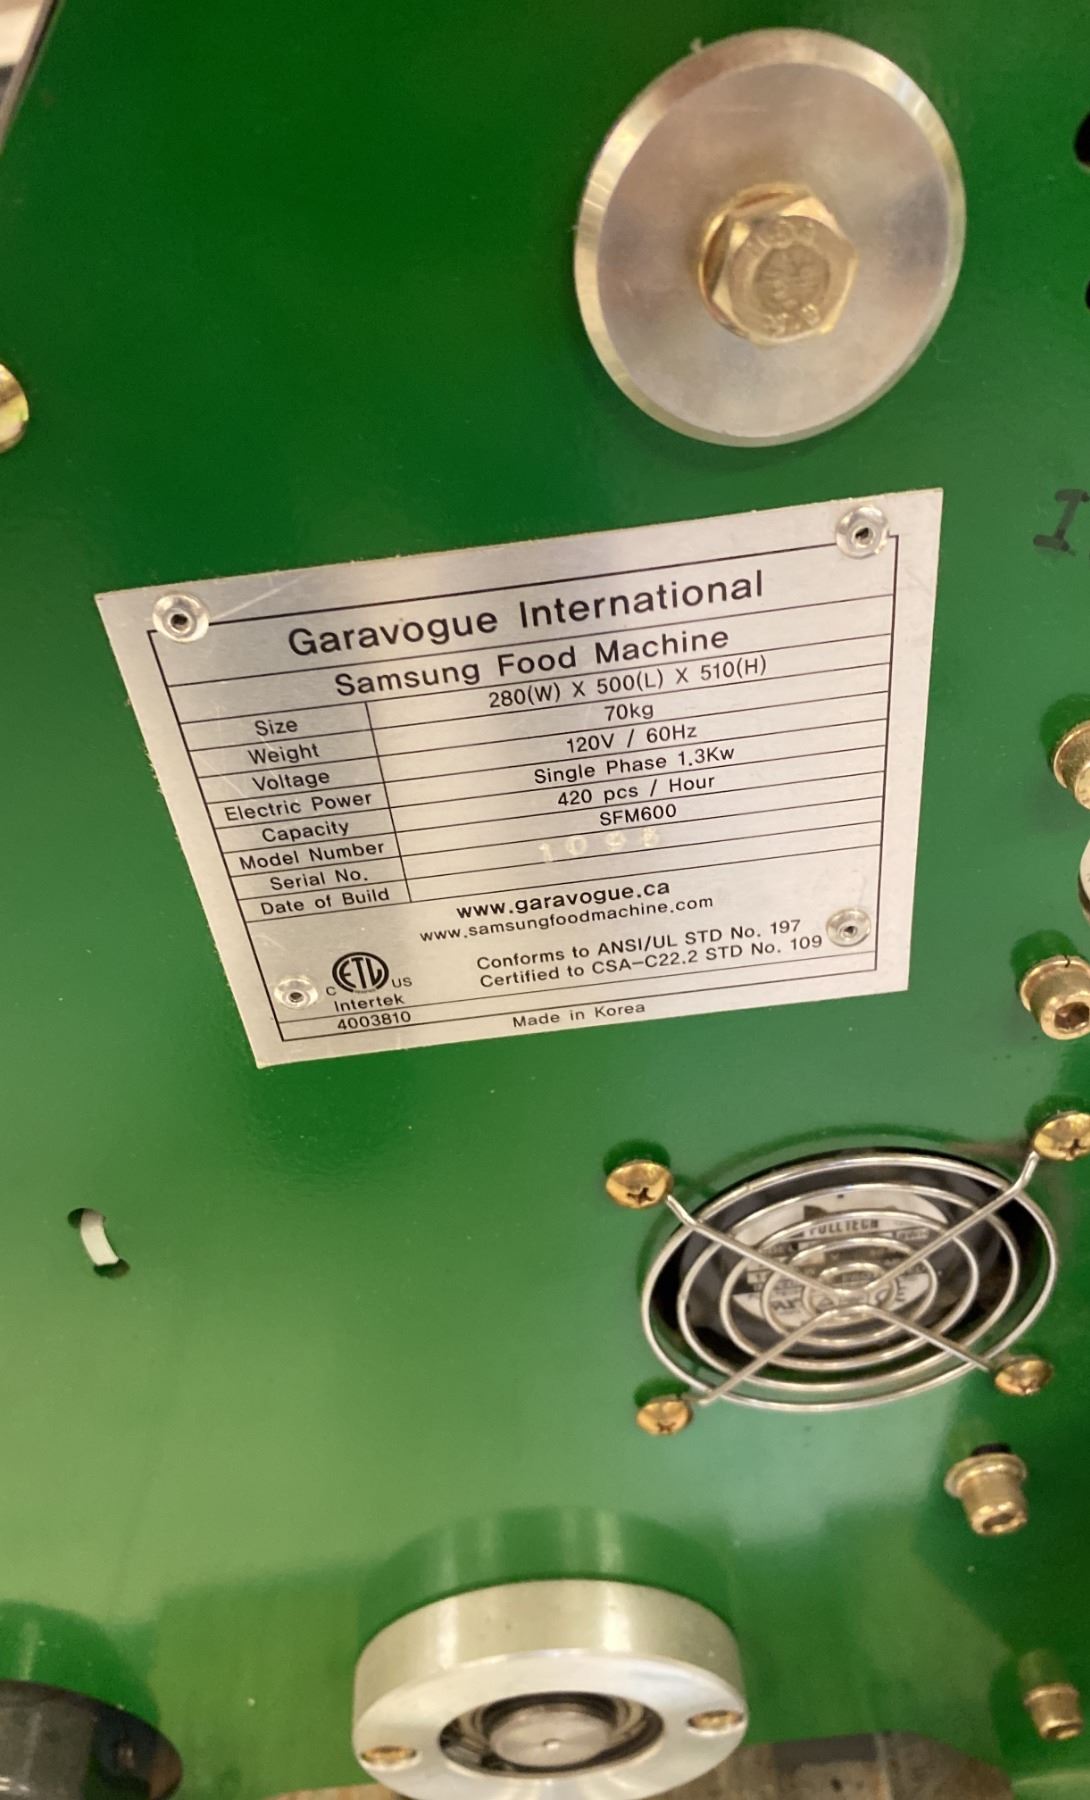 Garavogue International
Samsung Food Machine
Size 280(W) X 500(L) X 510(H)
Weight 70kg
Voltage 120V / 60Hz
Electric Power Single Phase 1.3Kw
Capacity 420 pcs / Hour
Model Number SFM600
Serial No.
Date of Build
www.garavogue.ca
www.samsungfoodmachine.com
C ETL US
Intertek
4003810
Conforms to ANSI/UL STD No. 197
Certified to CSA-C22.2 STD No. 109
Made in Korea
I
FULLTECH